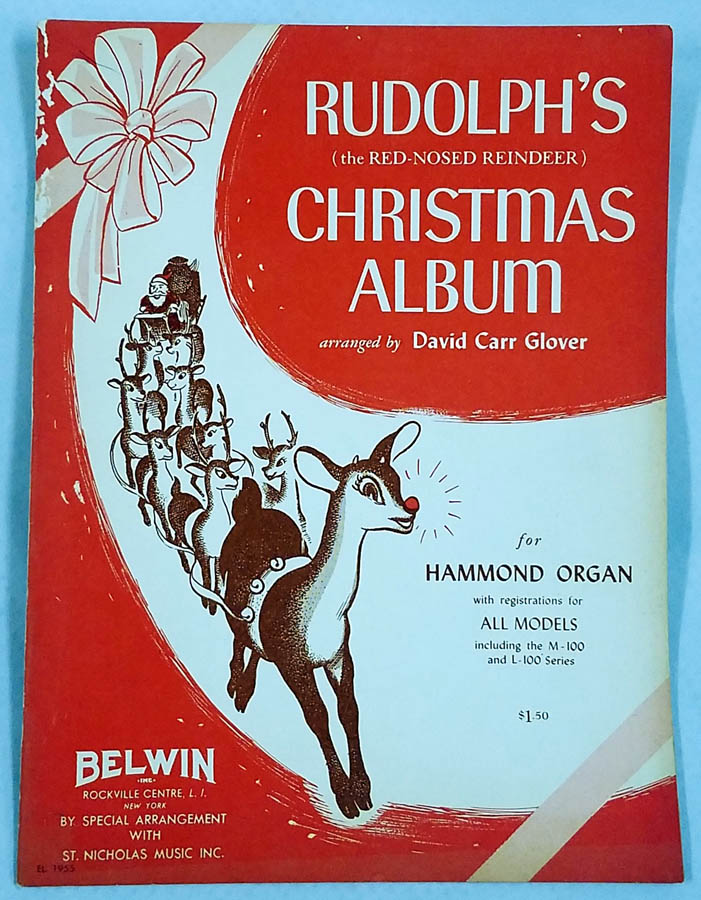 RUDOLPH'S
(the RED-NOSED REINDEER)
CHRISTMAS
ALBUM
arranged by David Carr Glover
for
HAMMOND ORGAN
with registrations for
ALL MODELS
including the M-100
and L-100 Series
$1.50
BELWIN
INC.
ROCKVILLE CENTRE, L. I.
NEW YORK
BY SPECIAL ARRANGEMENT
WITH
ST. NICHOLAS MUSIC INC.
EL. 1955